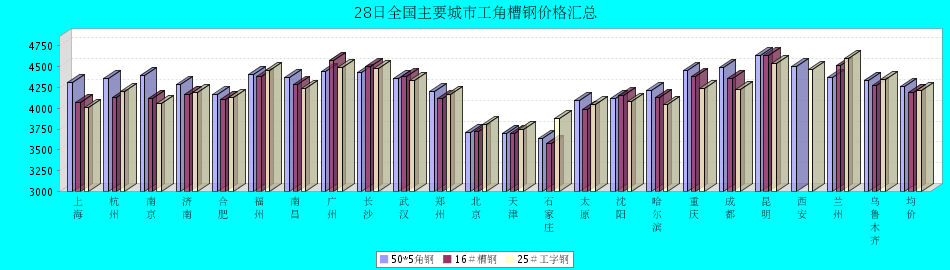 28日全国主要城市工角槽钢价格汇总
4750
4500
4250
4000
3750
3500
3250
3000
上海 杭州 南京 济南 合肥 福州 南昌 广州 长沙 武汉 郑州 北京 天津 石家庄 太原 沈阳 哈尔滨 重庆 成都 昆明 西安 兰州 乌鲁木齐 均价
50*5角钢 16#槽钢 25#工字钢